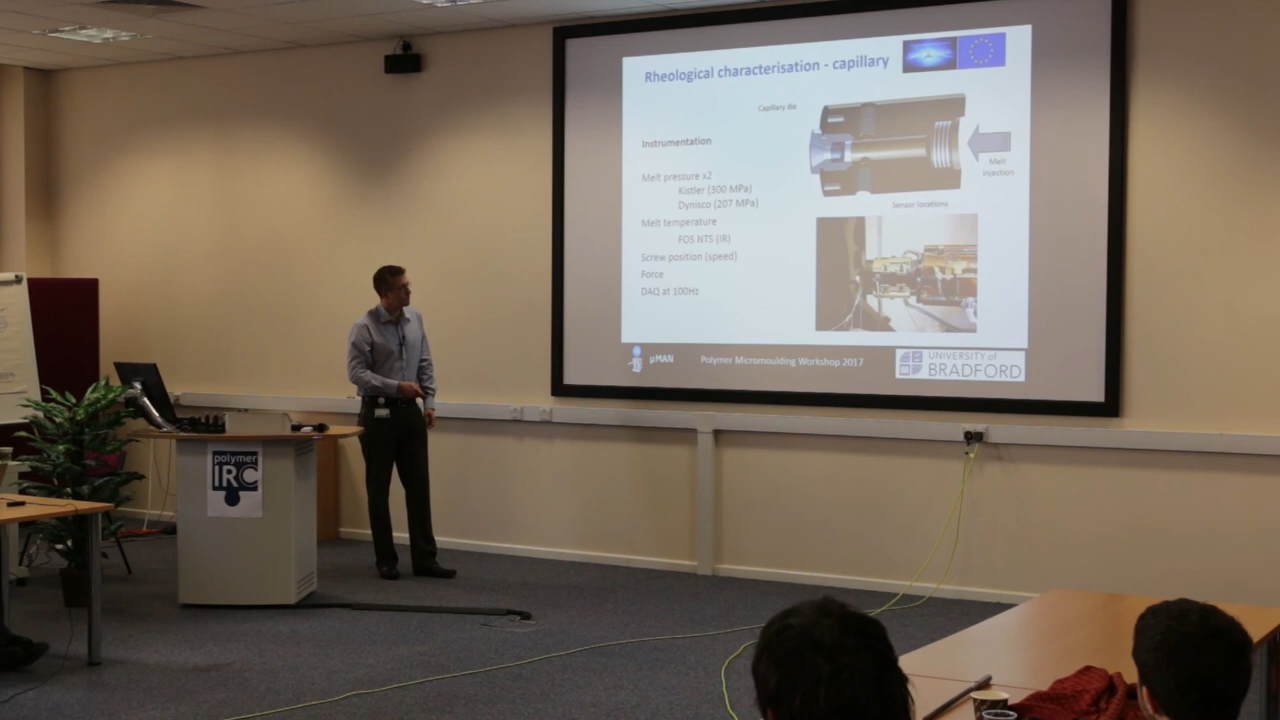 Rheological characterisation - capillary
Capillary die
Instrumentation
Melt
Injection
Melt pressure x2
Kistler (300 MPa)
Dynisco (207 MPa)
Sensor locations
Melt temperature
FOS NTS (IR)
Screw position (speed)
Force
DAQ at 100Hz
μMAN
Polymer Micromoulding Workshop 2017
UNIVERSITY of
BRADFORD
polymer
IRC